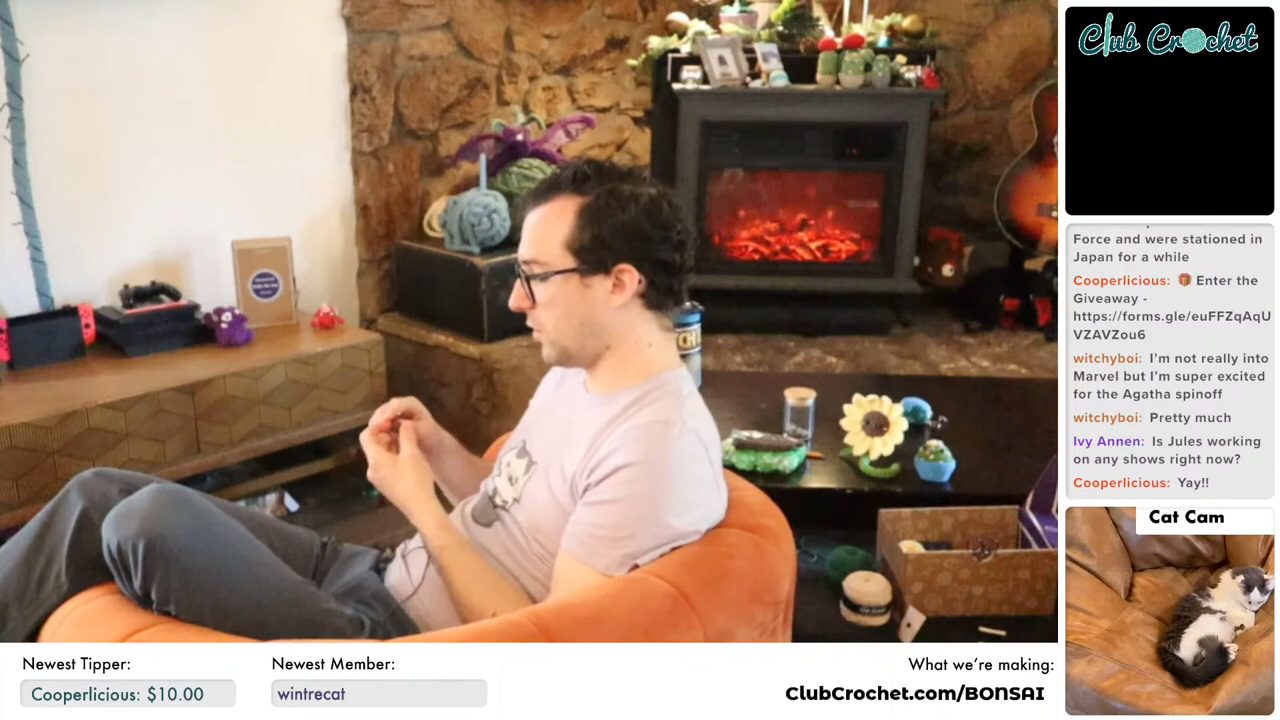 Club Crochet
Force and were stationed in
Japan for a while
Cooperlicious: 🎁 Enter the
Giveaway -
https://forms.gle/euFFZqAqU
VZAVZou6
witchyboi: I'm not really into
Marvel but I'm super excited
for the Agatha spinoff
witchyboi: Pretty much
Ivy Annen: Is Jules working
on any shows right now?
Cooperlicious: Yay!!
Cat Cam
Newest Tipper:
Cooperlicious: $10.00
Newest Member:
wintrecat
What we're making:
ClubCrochet.com/BONSAI